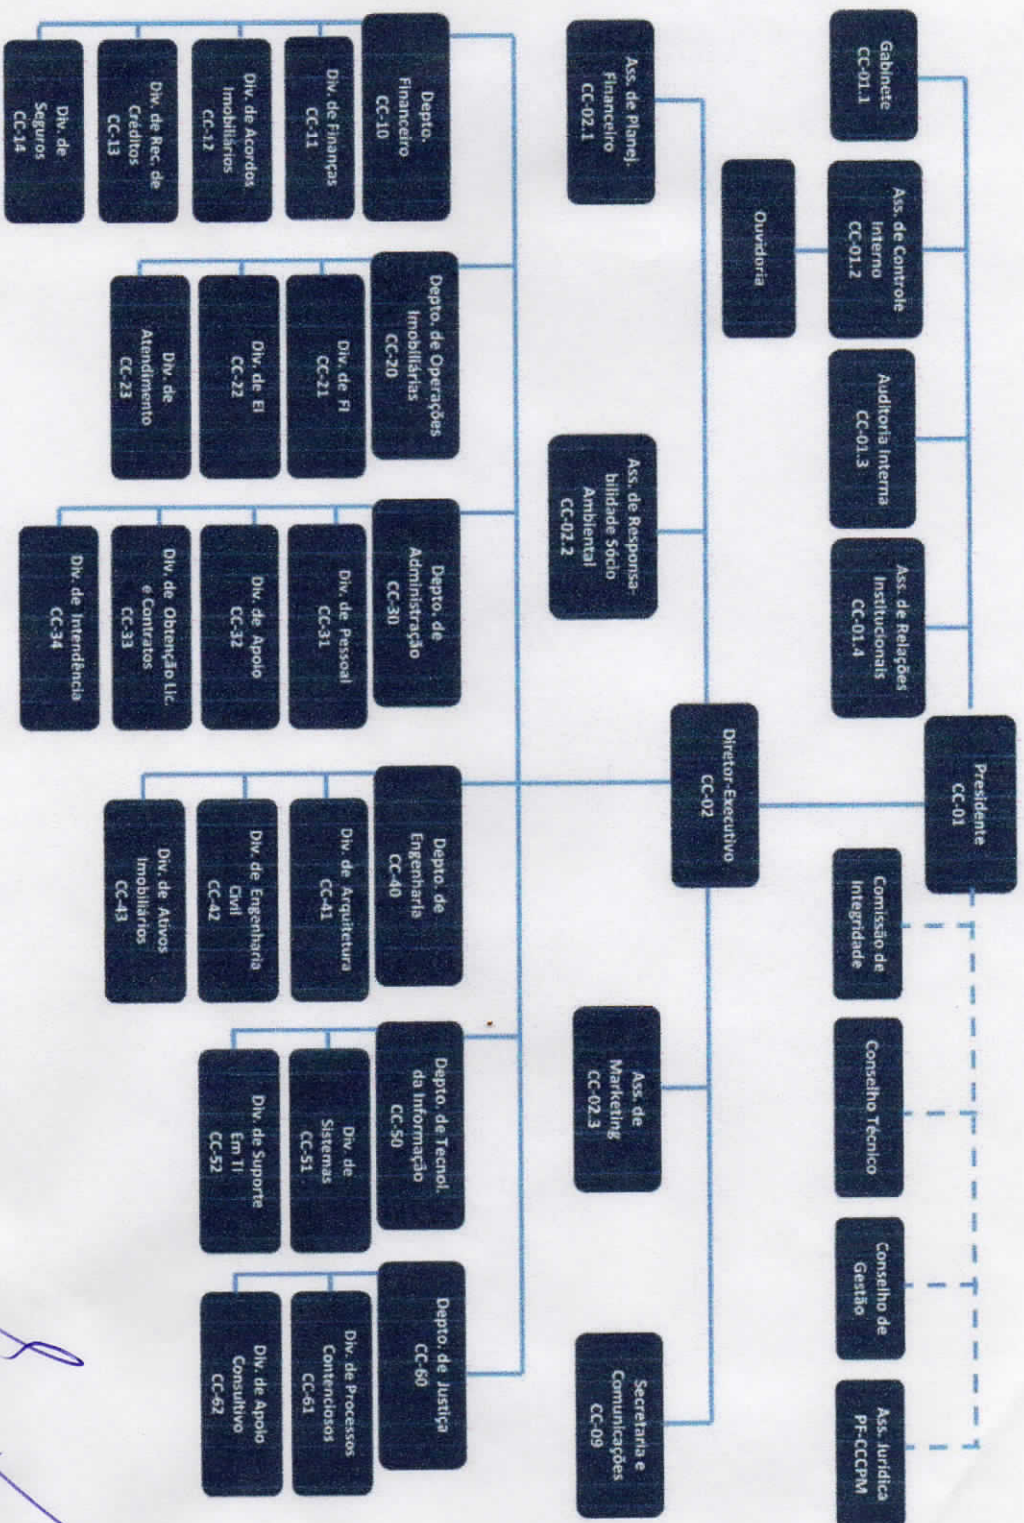 Presidente
CC-01
Gabinete
CC-01.1
Ass. de Controle
Interno
CC-01.2
Auditoria Interna
CC-01.3
Ass. de Relações
Institucionais
CC-01.4
Comissão de
Integridade
Conselho Técnico
Conselho de
Gestão
Ass. Jurídica
PF-CCCPM
Ouvidoria
Diretor-Executivo
CC-02
Ass. de Planej.
Financeiro
CC-02.1
Ass. de Responsa-
bilidade Sócio
Ambiental
CC-02.2
Ass. de
Marketing
CC-02.3
Secretaria e
Comunicações
CC-09
Depto.
Financeiro
CC-10
Div. de Finanças
CC-11
Div. de Acordos
Imobiliários
CC-12
Div. de Rec. de
Créditos
CC-13
Div. de
Seguros
CC-14
Depto. de Operações
Imobiliárias
CC-20
Div. de FI
CC-21
Div. de EI
CC-22
Div. de
Atendimento
CC-23
Depto. de
Administração
CC-30
Div. de Pessoal
CC-31
Div. de Apoio
CC-32
Div. de Obtenção Lic.
e Contratos
CC-33
Div. de Intendência
CC-34
Depto. de
Engenharia
CC-40
Div. de Arquitetura
CC-41
Div. de Engenharia
Civil
CC-42
Div. de Ativos
Imobiliários
CC-43
Depto. de Tecnol.
da Informação
CC-50
Div. de
Sistemas
CC-51
Div. de Suporte
Em TI
CC-52
Depto. de Justiça
CC-60
Div. de Processos
Contenciosos
CC-61
Div. de Apoio
Consultivo
CC-62